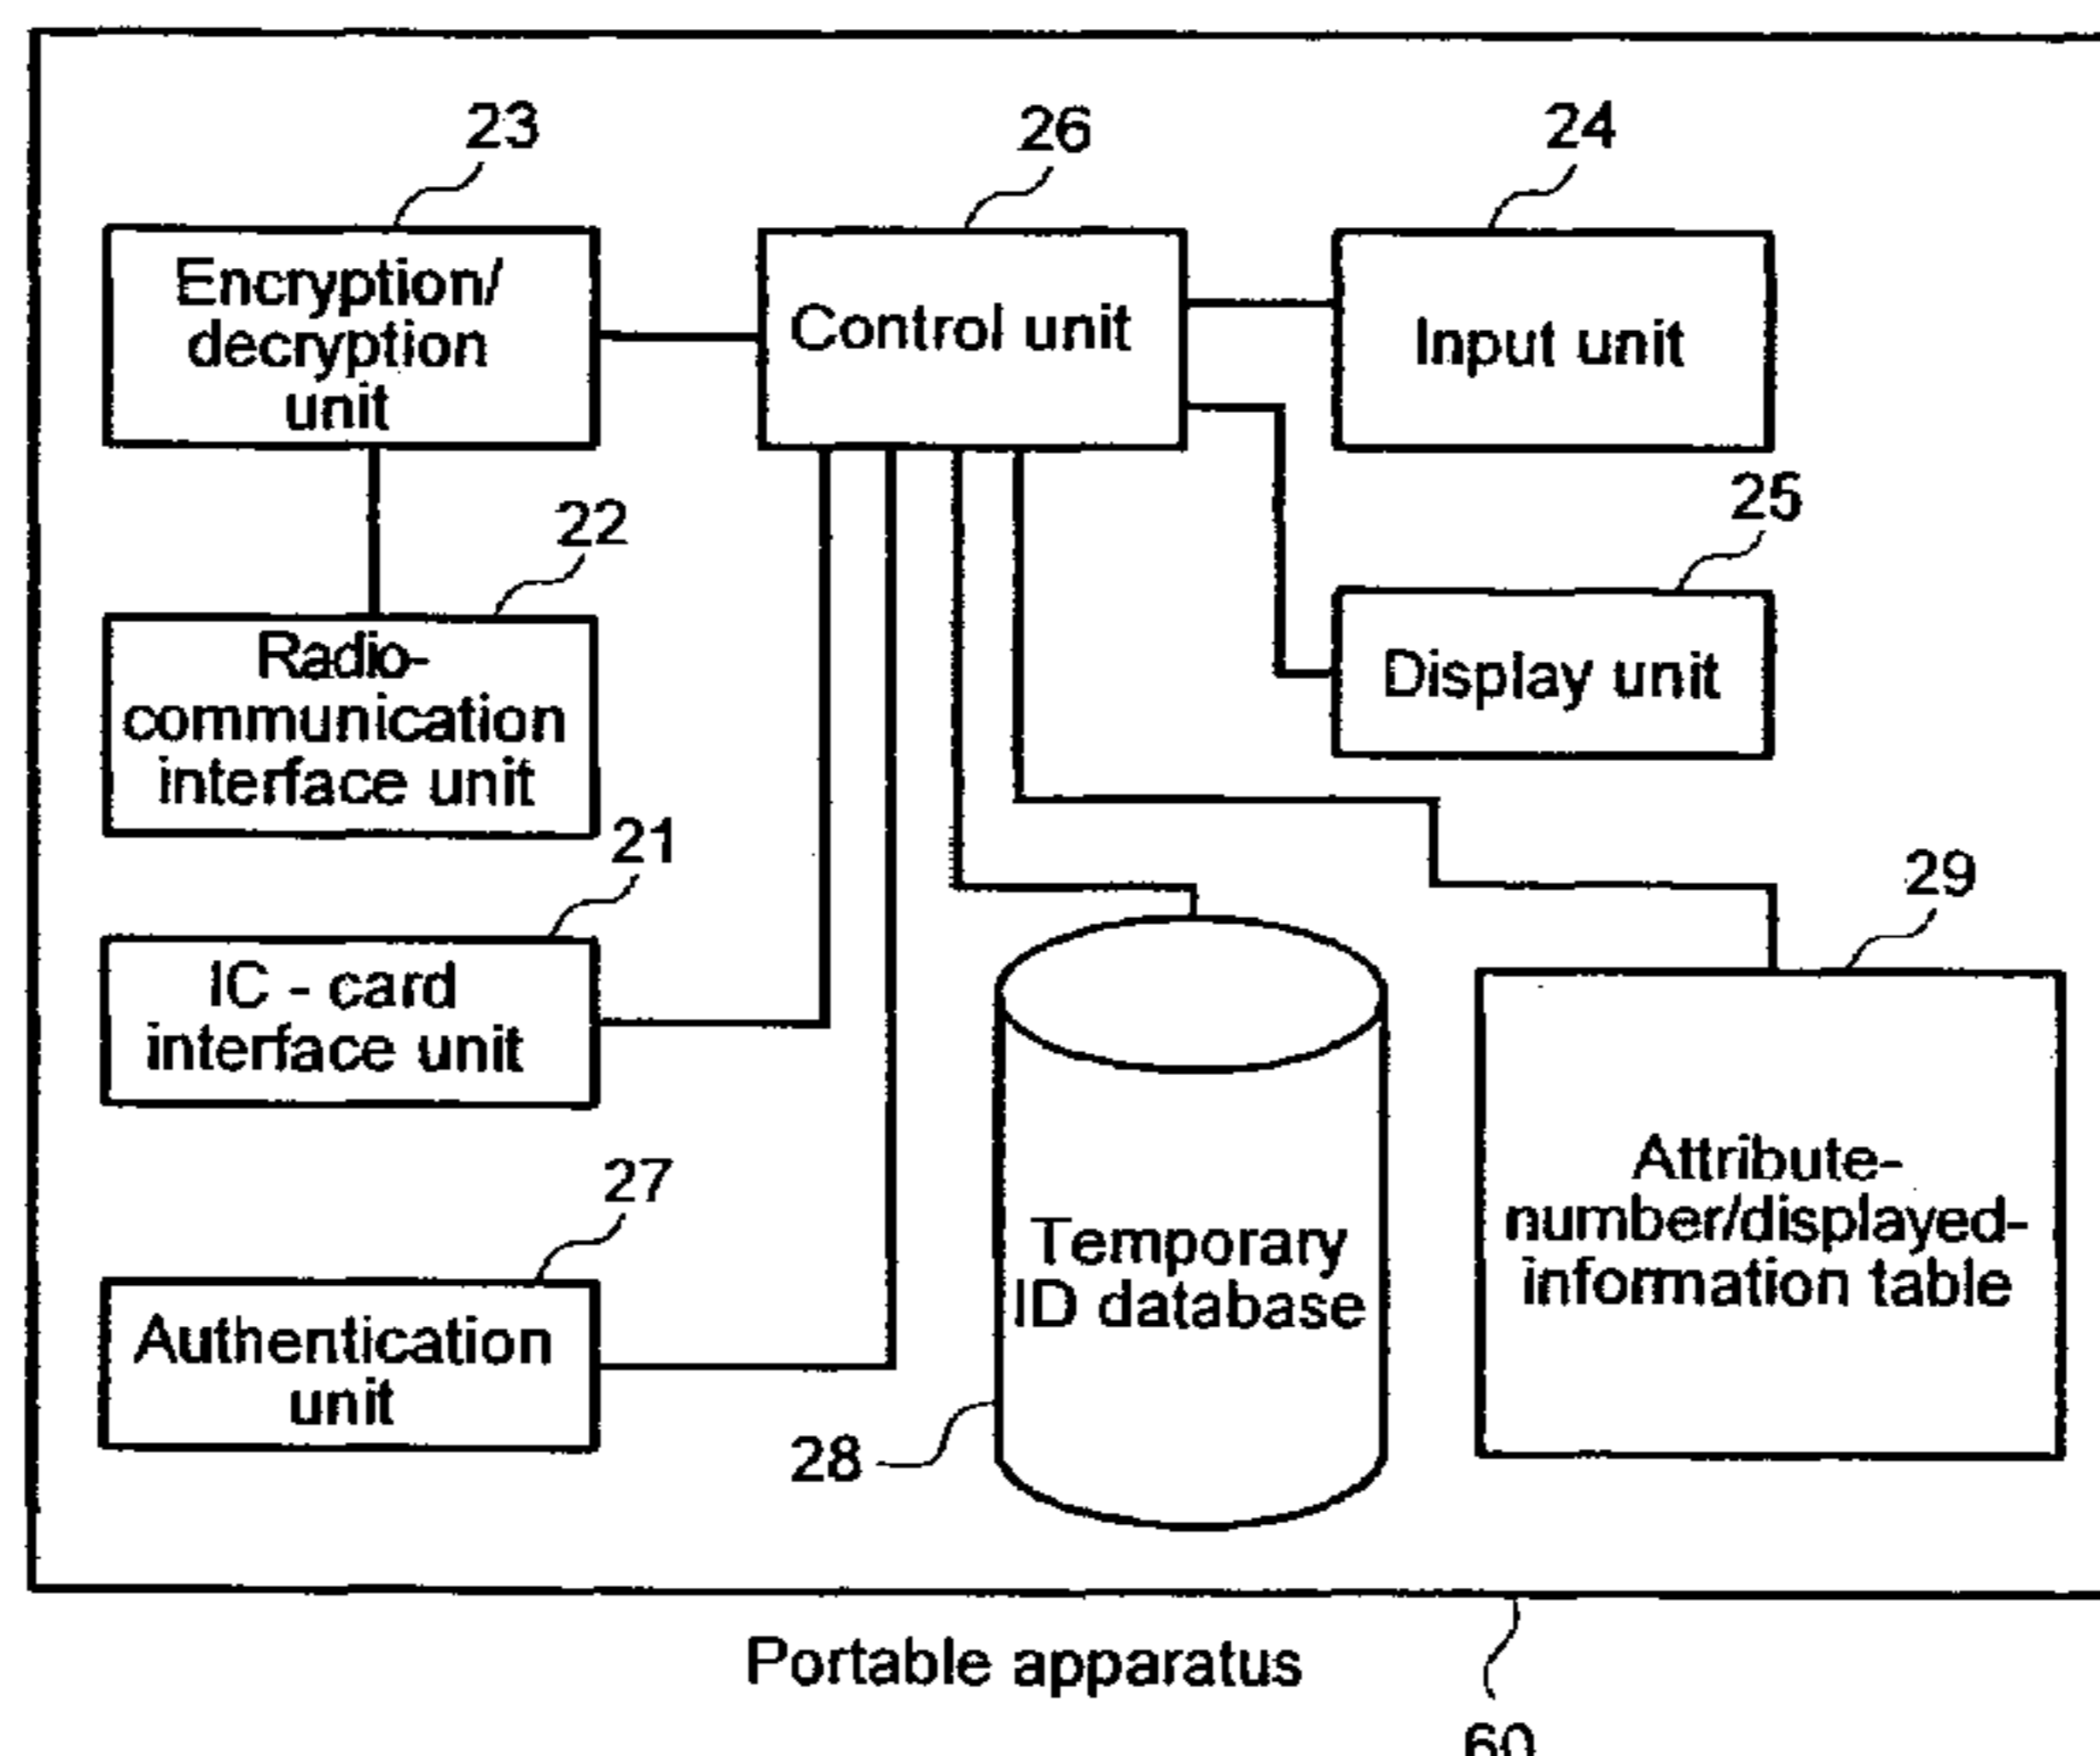 23
26
24
Encryption/
decryption
unit
Control unit
Input unit
22
25
Radio-
communication
interface unit
Display unit
21
29
IC - card
interface unit
27
Attribute-
number/displayed-
information table
Temporary
ID database
Authentication
unit
28
Portable apparatus
60